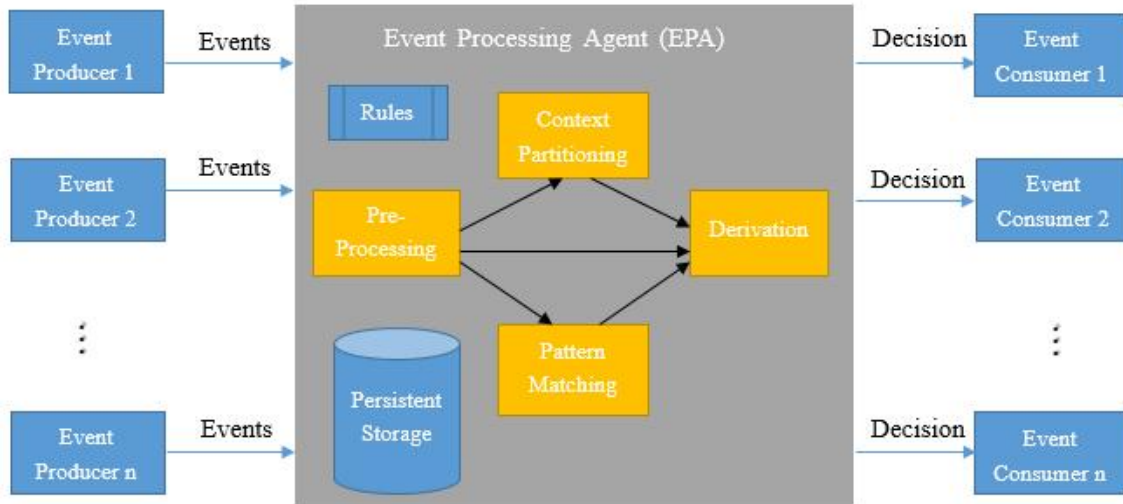 Event
Producer 1
Events
Event Processing Agent (EPA)
Decision
Event
Consumer 1
Rules
Context
Partitioning
Event
Producer 2
Events
Decision
Event
Consumer 2
Pre-
Processing
Derivation
Pattern
Matching
Persistent
Storage
Event
Producer n
Events
Decision
Event
Consumer n